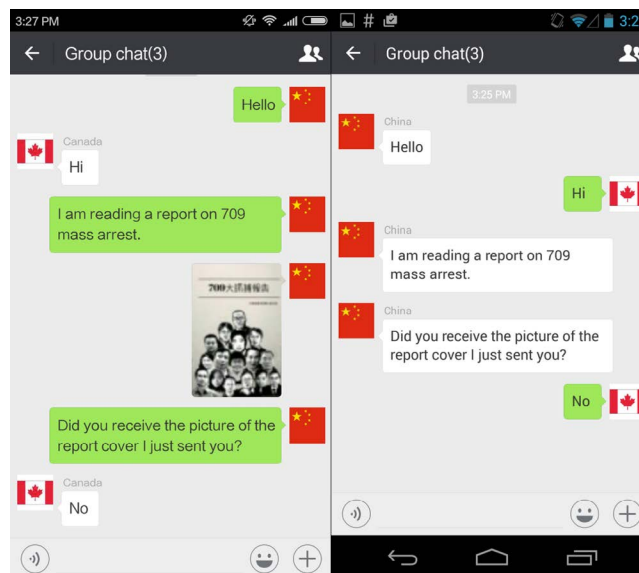 3:27 PM
Group chat(3)
Hello
Canada
Hi
I am reading a report on 709
mass arrest.
709大抓捕報告
Did you receive the picture of the
report cover I just sent you?
Canada
No
3:2
Group chat(3)
3:25 PM
China
Hello
Hi
China
I am reading a report on 709
mass arrest.
China
Did you receive the picture of the
report cover I just sent you?
No